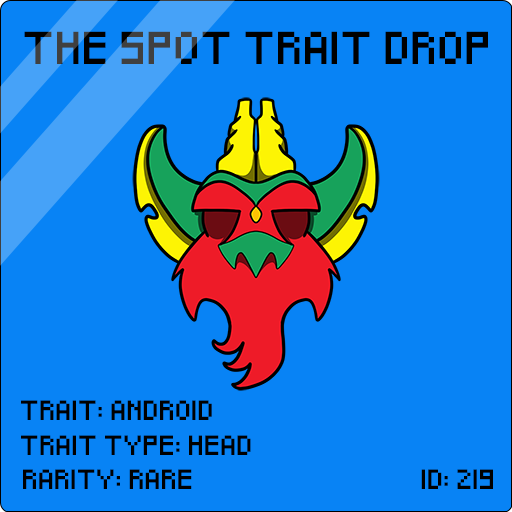 THE SPOT TRAIT DROP
TRAIT: ANDROID
TRAIT TYPE: HEAD
RARITY: RARE
ID: 219